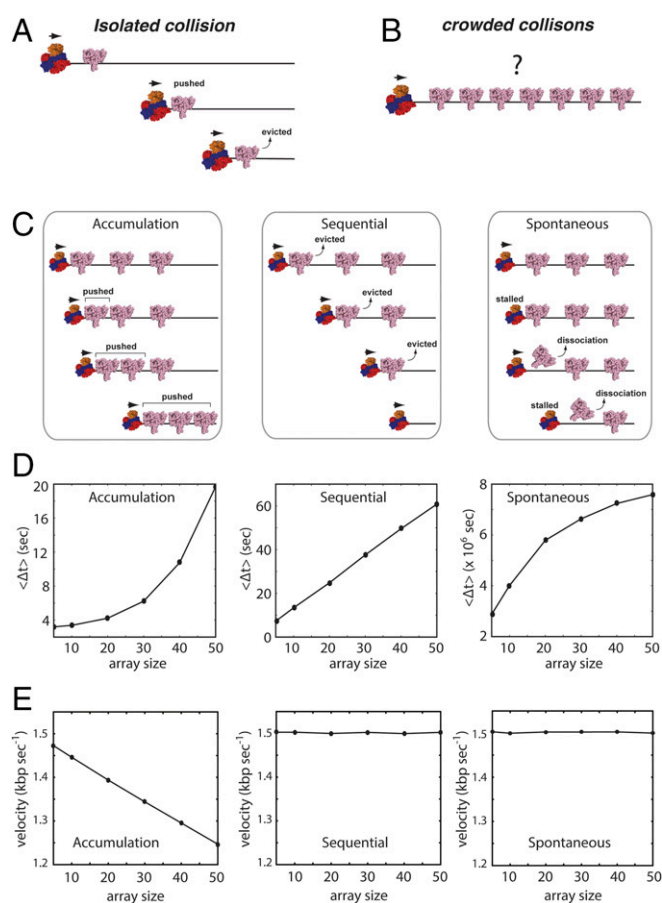 A
Isolated collision
pushed
evicted
B
crowded collisons
?
C
Accumulation
pushed
pushed
pushed
Sequential
evicted
evicted
evicted
Spontaneous
stalled
dissociation
dissociation
stalled
D
Accumulation
20
16
12
8
4
<Δt> (sec)
10 20 30 40 50
array size
Sequential
60
40
20
0
<Δt> (sec)
10 20 30 40 50
array size
Spontaneous
8
6
4
2
<Δt> (x 10⁶ sec)
10 20 30 40 50
array size
E
1.5
1.4
1.3
1.2
velocity (kbp sec⁻¹)
Accumulation
10 20 30 40 50
array size
1.5
1.4
1.3
1.2
velocity (kbp sec⁻¹)
Sequential
10 20 30 40 50
array size
1.5
1.4
1.3
1.2
velocity (kbp sec⁻¹)
Spontaneous
10 20 30 40 50
array size